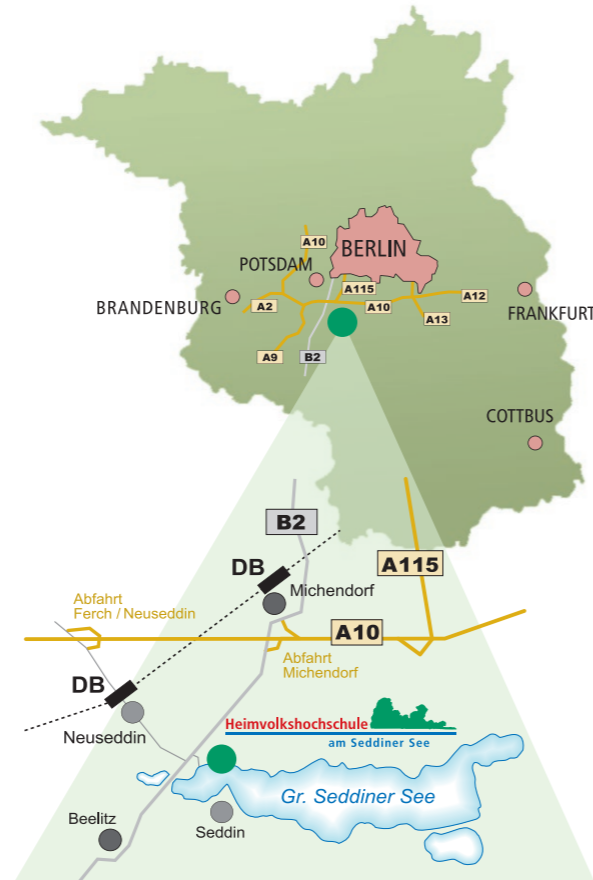 A10
BERLIN
POTSDAM
A115
A12
BRANDENBURG
A2
A10
FRANKFURT
A13
A9
B2
COTTBUS
B2
DB
A115
Michendorf
Abfahrt
Ferch / Neuseddin
A10
Abfahrt
Michendorf
DB
Neuseddin
Heimvolkshochschule
am Seddiner See
Gr. Seddiner See
Beelitz
Seddin